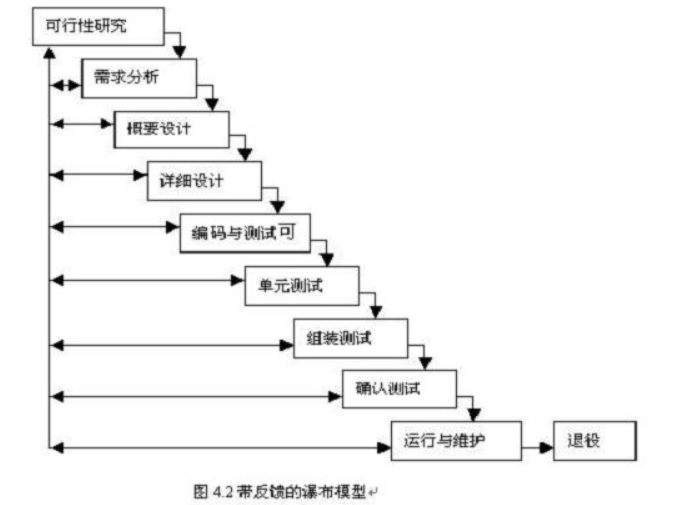 可行性研究
需求分析
概要设计
详细设计
编码与测试可
单元测试
组装测试
确认测试
运行与维护
退役
图 4.2 带反馈的瀑布模型